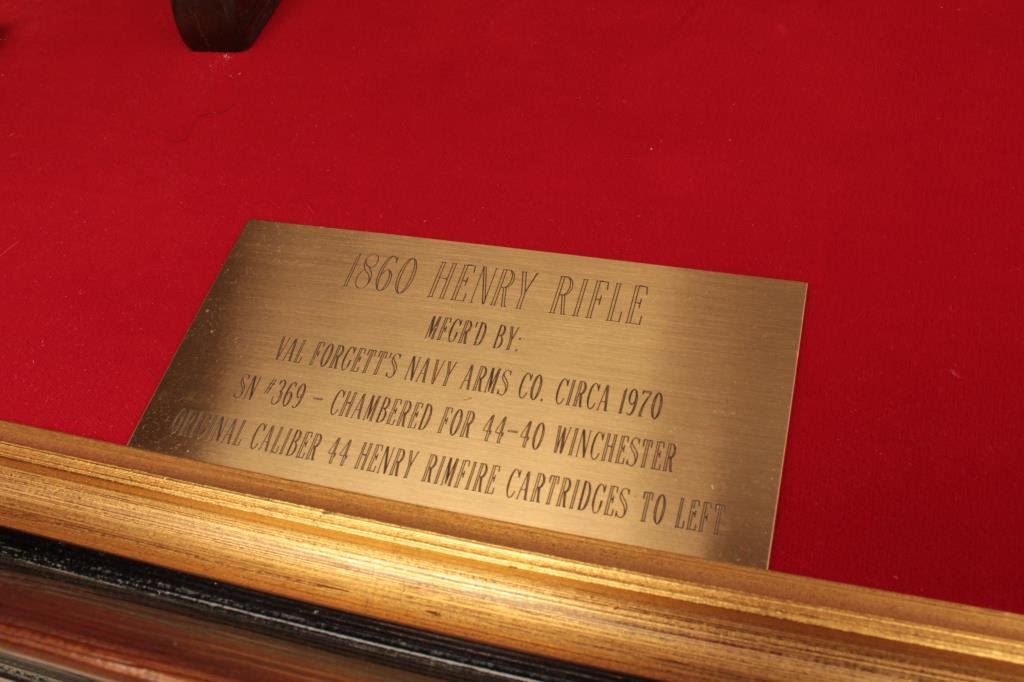 1860 HENRY RIFLE
MFGR'D BY:
VAL FORGETT'S NAVY ARMS CO. CIRCA 1970
SN #369 - CHAMBERED FOR 44-40 WINCHESTER
ORIGINAL CALIBER 44 HENRY RIMFIRE CARTRIDGES TO LEFT